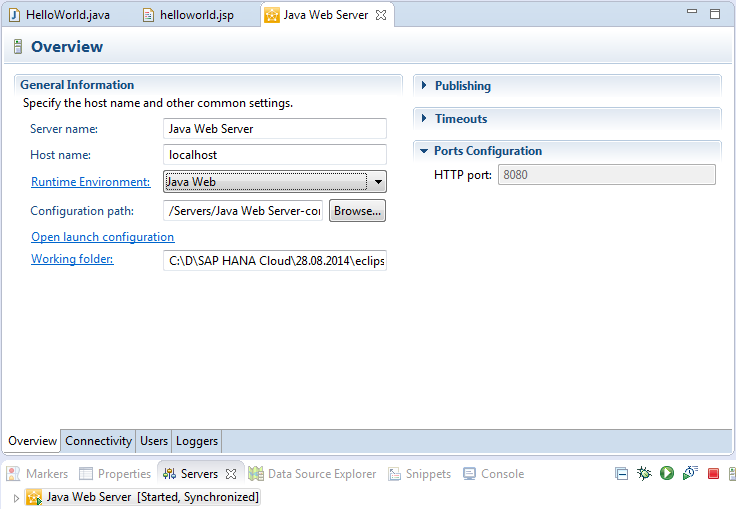 HelloWorld.java helloworld.jsp Java Web Server
Overview
General Information
Specify the host name and other common settings.
Server name: Java Web Server
Host name: localhost
Runtime Environment: Java Web
Configuration path: /Servers/Java Web Server-co Browse...
Open launch configuration
Working folder: C:\D\SAP HANA Cloud\28.08.2014\eclips
Publishing
Timeouts
Ports Configuration
HTTP port: 8080
Overview Connectivity Users Loggers
Markers Properties Servers Data Source Explorer Snippets Console
Java Web Server [Started, Synchronized]